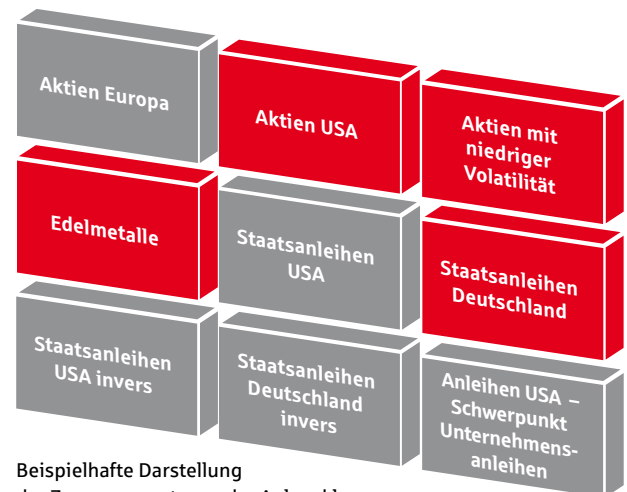 Aktien Europa
Aktien USA
Aktien mit
niedriger
Volatilität
Edelmetalle
Staatsanleihen
USA
Staatsanleihen
Deutschland
Staatsanleihen
USA invers
Staatsanleihen
Deutschland
invers
Anleihen USA –
Schwerpunkt
Unternehmens-
anleihen
Beispielhafte Darstellung